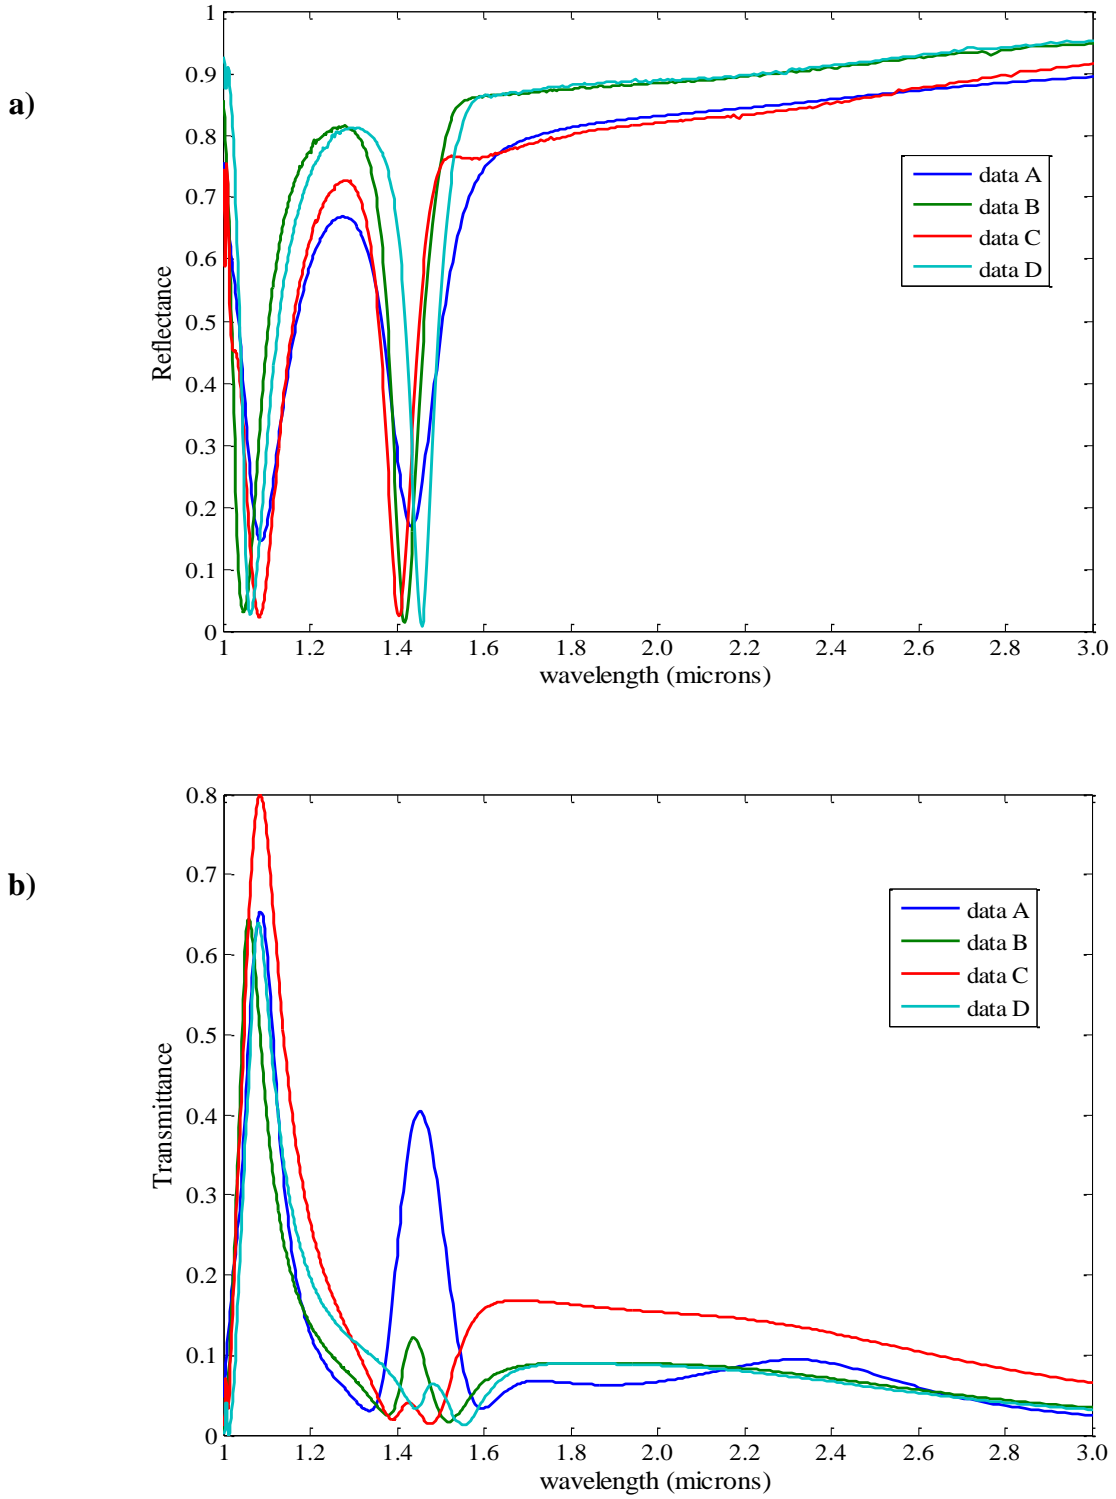 a)
1
0.9
0.8
0.7
0.6
0.5
0.4
0.3
0.2
0.1
0
Reflectance
data A
data B
data C
data D
1 1.2 1.4 1.6 1.8 2.0 2.2 2.4 2.6 2.8 3.0
wavelength (microns)
b)
0.8
0.7
0.6
0.5
0.4
0.3
0.2
0.1
0
Transmittance
data A
data B
data C
data D
1 1.2 1.4 1.6 1.8 2.0 2.2 2.4 2.6 2.8 3.0
wavelength (microns)